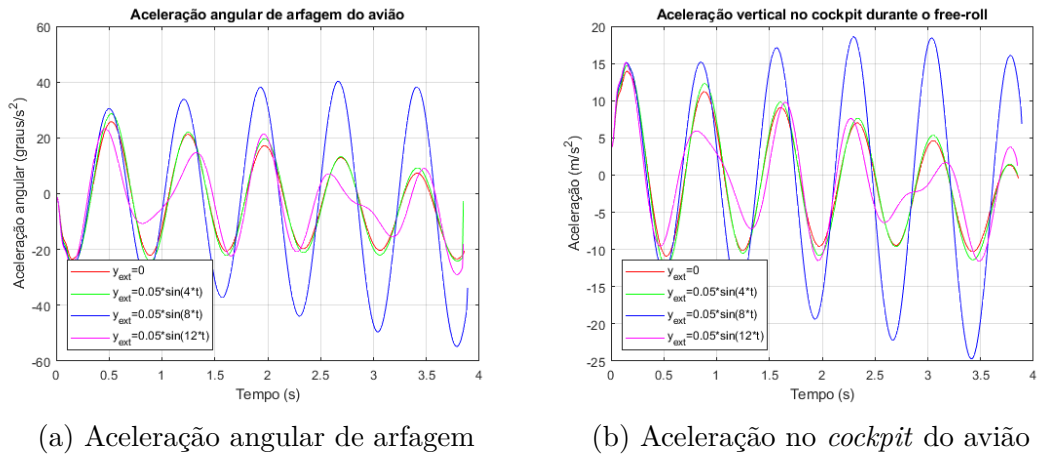 Aceleração angular de arfagem do avião
Aceleração angular (graus/s²)
60
40
20
0
-20
-40
-60
y_ext=0
y_ext=0.05*sin(4*t)
y_ext=0.05*sin(8*t)
y_ext=0.05*sin(12*t)
0 0.5 1 1.5 2 2.5 3 3.5 4
Tempo (s)
(a) Aceleração angular de arfagem
Aceleração vertical no cockpit durante o free-roll
Aceleração (m/s²)
20
15
10
5
0
-5
-10
-15
-20
-25
y_ext=0
y_ext=0.05*sin(4*t)
y_ext=0.05*sin(8*t)
y_ext=0.05*sin(12*t)
0 0.5 1 1.5 2 2.5 3 3.5 4
Tempo (s)
(b) Aceleração no cockpit do avião